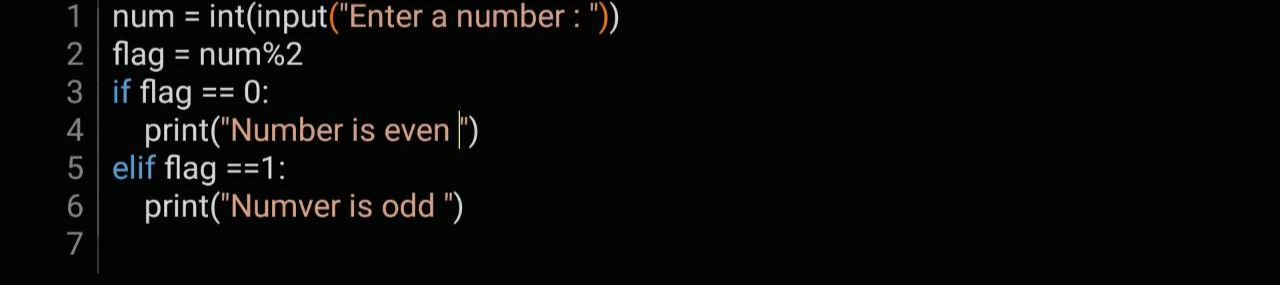 1 num = int(input("Enter a number : "))
2 flag = num%2
3 if flag == 0:
4     print("Number is even ")
5 elif flag ==1:
6     print("Numver is odd ")
7